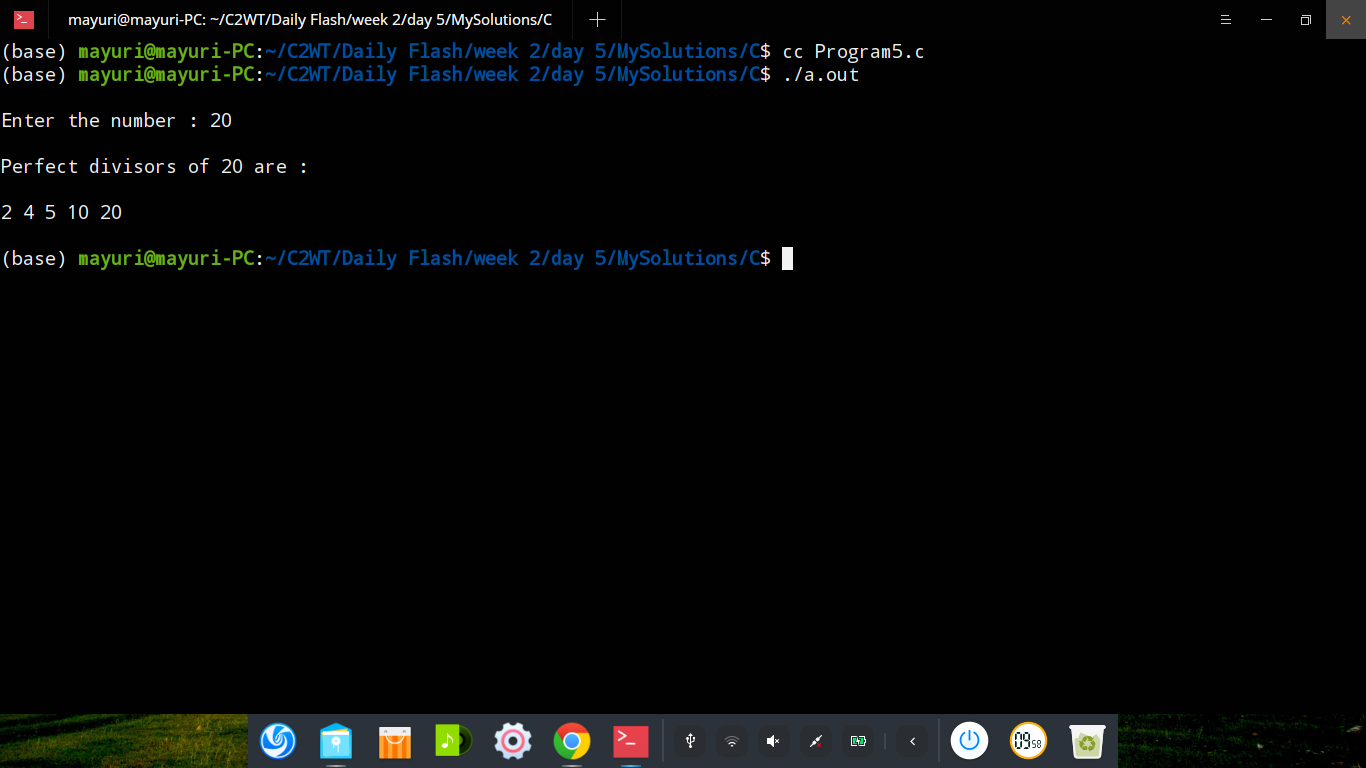 mayuri@mayuri-PC: ~/C2WT/Daily Flash/week 2/day 5/MySolutions/C
(base) mayuri@mayuri-PC:~/C2WT/Daily Flash/week 2/day 5/MySolutions/C$ cc Program5.c
(base) mayuri@mayuri-PC:~/C2WT/Daily Flash/week 2/day 5/MySolutions/C$ ./a.out
Enter the number : 20
Perfect divisors of 20 are :
2 4 5 10 20
(base) mayuri@mayuri-PC:~/C2WT/Daily Flash/week 2/day 5/MySolutions/C$
09 58